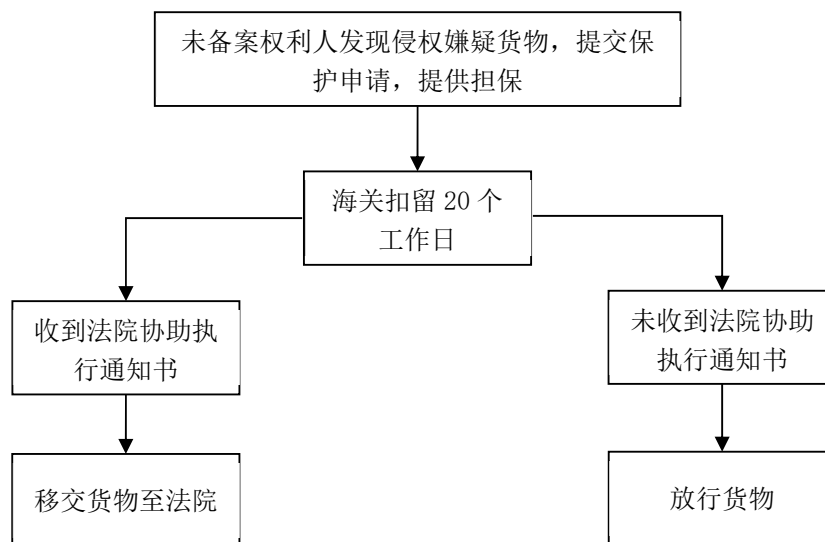 未备案权利人发现侵权嫌疑货物，提交保
护申请，提供担保
海关扣留 20 个
工作日
收到法院协助执
行通知书
未收到法院协助
执行通知书
移交货物至法院
放行货物